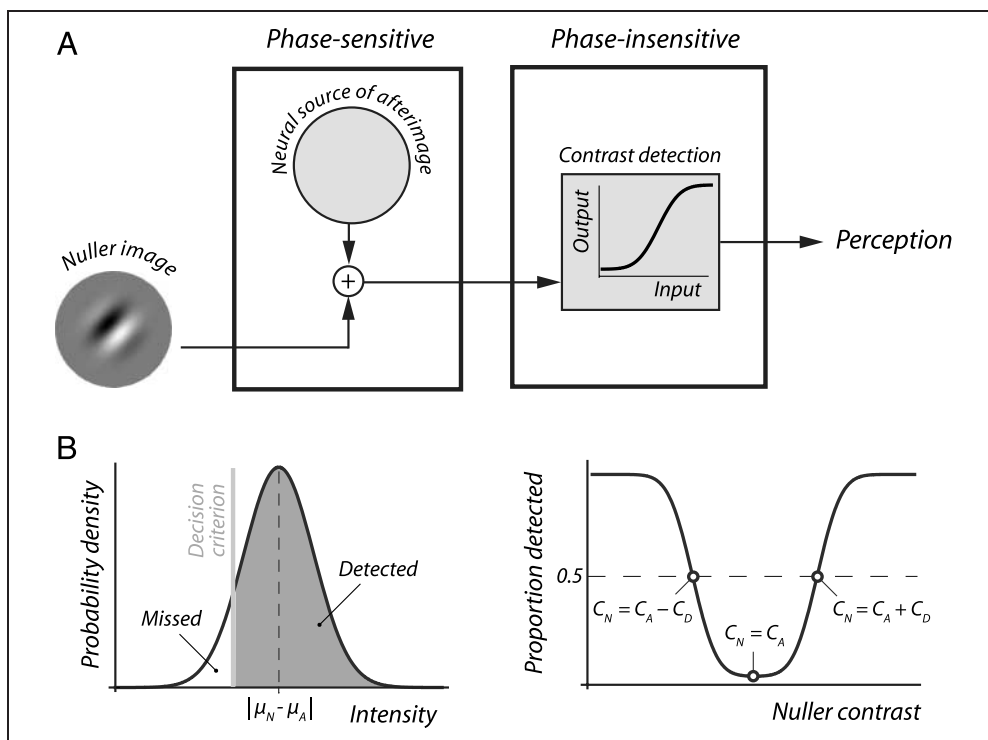 A
Phase-sensitive
Phase-insensitive
Neural source of afterimage
Contrast detection
Output
Input
+
Perception
Nuller image
B
Probability density
Decision
criterion
Missed
Detected
|μN - μA|
Intensity
Proportion detected
0.5
CN = CA – CD
CN = CA + CD
CN = CA
Nuller contrast